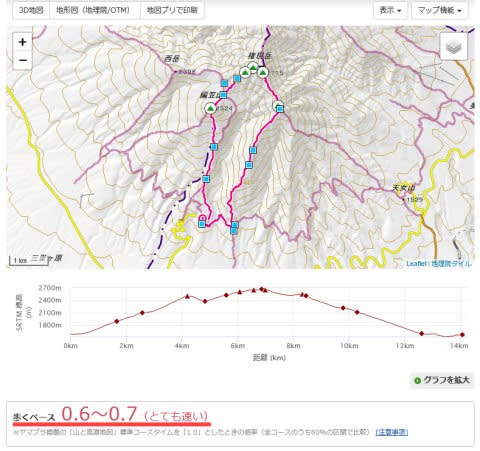 3D地図 地形図（地理院/OTM） 地図プリで印刷 表示 マップ機能
+
−
西岳
2398
権現岳
2715
編笠山
2524
天女山
1529
三里ヶ原
1 km
Leaflet | 地理院タイル
SRTM 標高 (m)
2700m
2400m
2100m
1800m
0km 2km 4km 6km 8km 10km 12km 14km
距離 (km)
グラフを拡大
歩くペース 0.6～0.7（とても速い）
※ヤマプラ掲載の「山と高原地図」標準コースタイムを「1.0」としたときの倍率（全コースのうち60%の区間で比較） [注意事項]